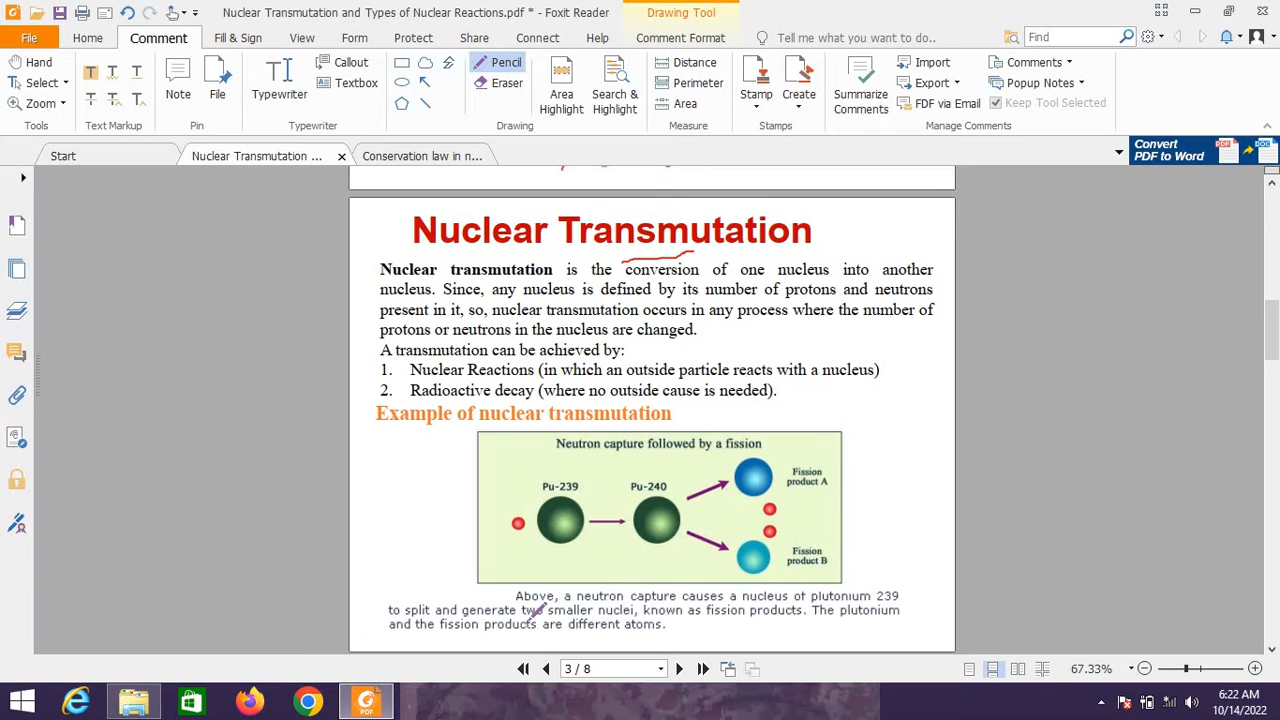 Nuclear Transmutation and Types of Nuclear Reactions.pdf * - Foxit Reader
Drawing Tool
File Home Comment Fill & Sign View Form Protect Share Connect Help Comment Format Tell me what you want to do.. Find
Hand
Select
Zoom
Tools
Text Markup
Note
File
Pin
Typewriter
Callout
Textbox
Typewriter
Pencil
Eraser
Area Highlight
Search & Highlight
Drawing
Distance
Perimeter
Area
Measure
Stamp
Create
Stamps
Summarize Comments
Import
Export
FDF via Email
Comments
Popup Notes
Keep Tool Selected
Manage Comments
Start
Nuclear Transmutation ...
Conservation law in n...
Convert
PDF to Word
Nuclear Transmutation
Nuclear transmutation is the conversion of one nucleus into another
nucleus. Since, any nucleus is defined by its number of protons and neutrons
present in it, so, nuclear transmutation occurs in any process where the number of
protons or neutrons in the nucleus are changed.
A transmutation can be achieved by:
1. Nuclear Reactions (in which an outside particle reacts with a nucleus)
2. Radioactive decay (where no outside cause is needed).
Example of nuclear transmutation
Neutron capture followed by a fission
Pu-239
Pu-240
Fission
product A
Fission
product B
Above, a neutron capture causes a nucleus of plutonium 239
to split and generate two smaller nuclei, known as fission products. The plutonium
and the fission products are different atoms.
3 / 8
67.33%
6:22 AM
10/14/2022